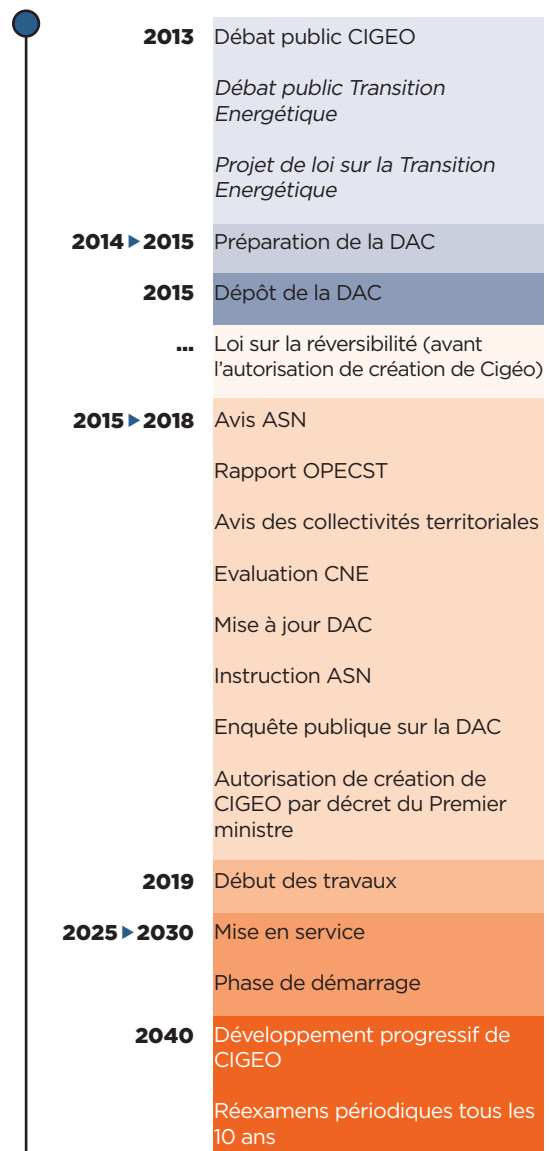 2013 Débat public CIGEO
Débat public Transition
Energétique
Projet de loi sur la Transition
Energétique
2014 ▶ 2015 Préparation de la DAC
2015 Dépôt de la DAC
... Loi sur la réversibilité (avant
l'autorisation de création de Cigéo)
2015 ▶ 2018 Avis ASN
Rapport OPECST
Avis des collectivités territoriales
Evaluation CNE
Mise à jour DAC
Instruction ASN
Enquête publique sur la DAC
Autorisation de création de
CIGEO par décret du Premier
ministre
2019 Début des travaux
2025 ▶ 2030 Mise en service
Phase de démarrage
2040 Développement progressif de
CIGEO
Réexamens périodiques tous les
10 ans